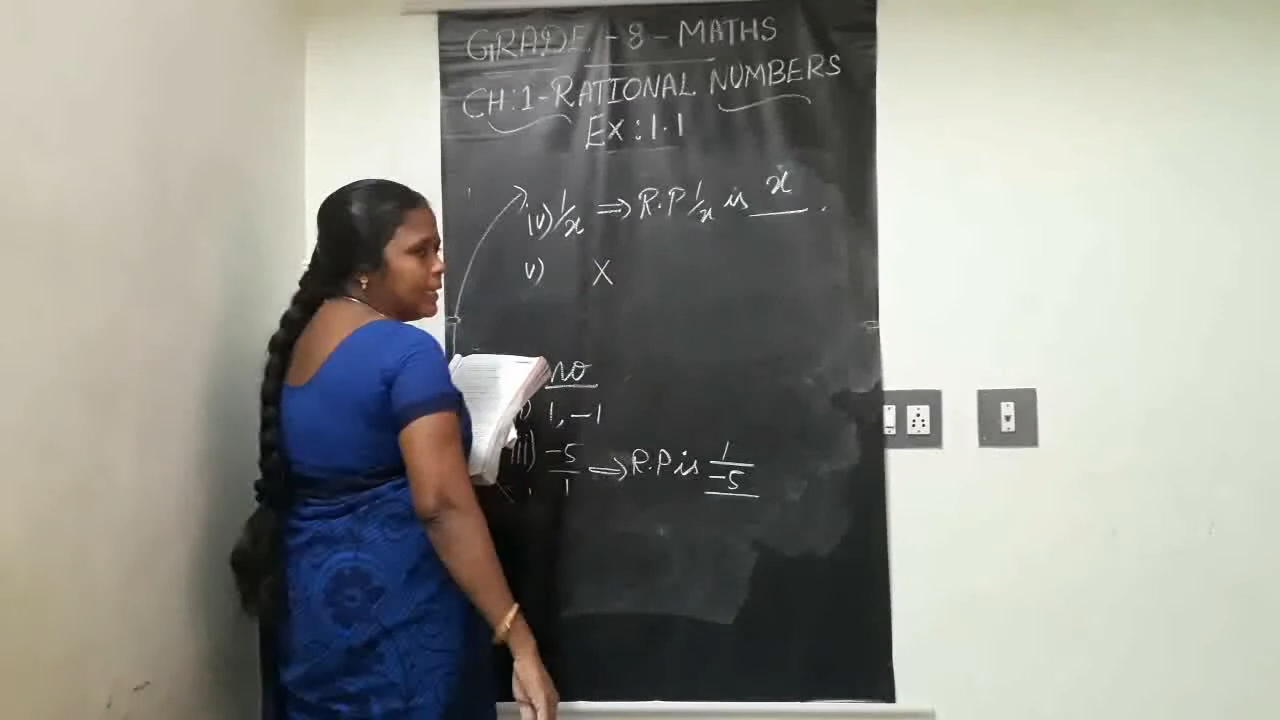 GRADE - 8 - MATHS
CH:1-RATIONAL NUMBERS
EX:1.1
iv) 1/x ⇒ R.P 1/x is x .
v) X
no
) 1, -1
iii) -5/1 ⇒ R.P is 1/-5